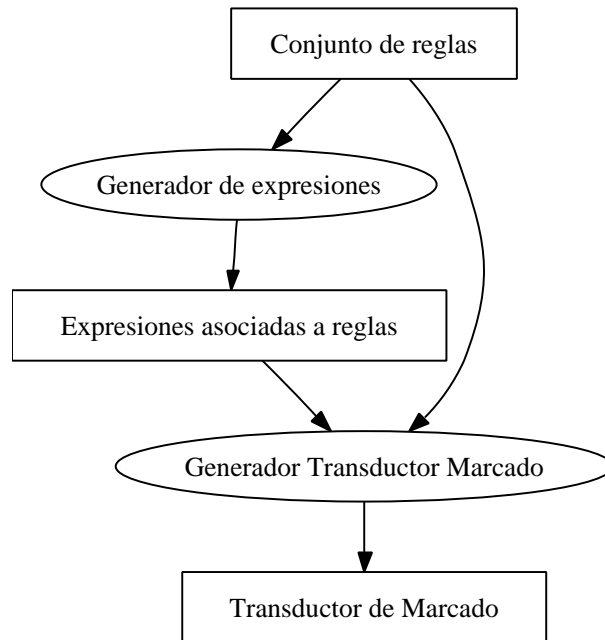 Conjunto de reglas
Generador de expresiones
Expresiones asociadas a reglas
Generador Transductor Marcado
Transductor de Marcado